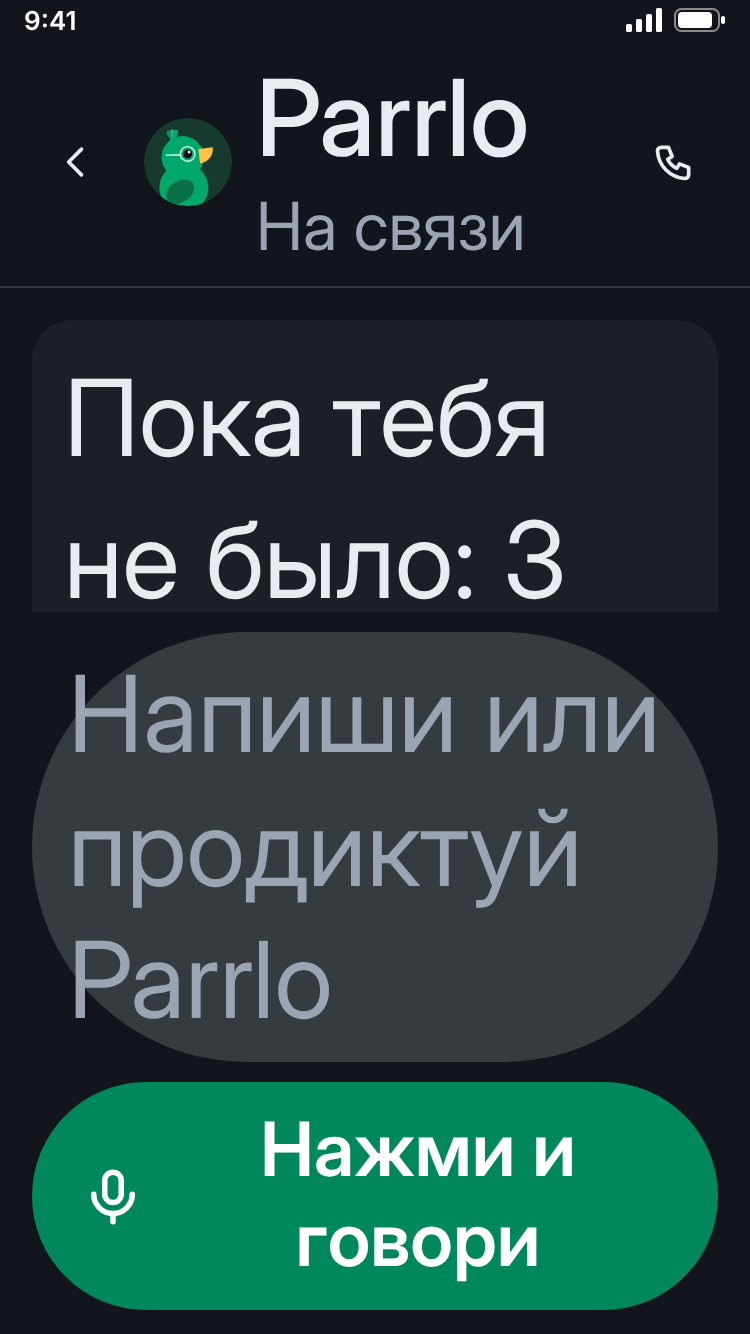 9:41
Parrlo
На связи
Пока тебя
не было: 3
Напиши или
продиктуй
Parrlo
Нажми и
говори